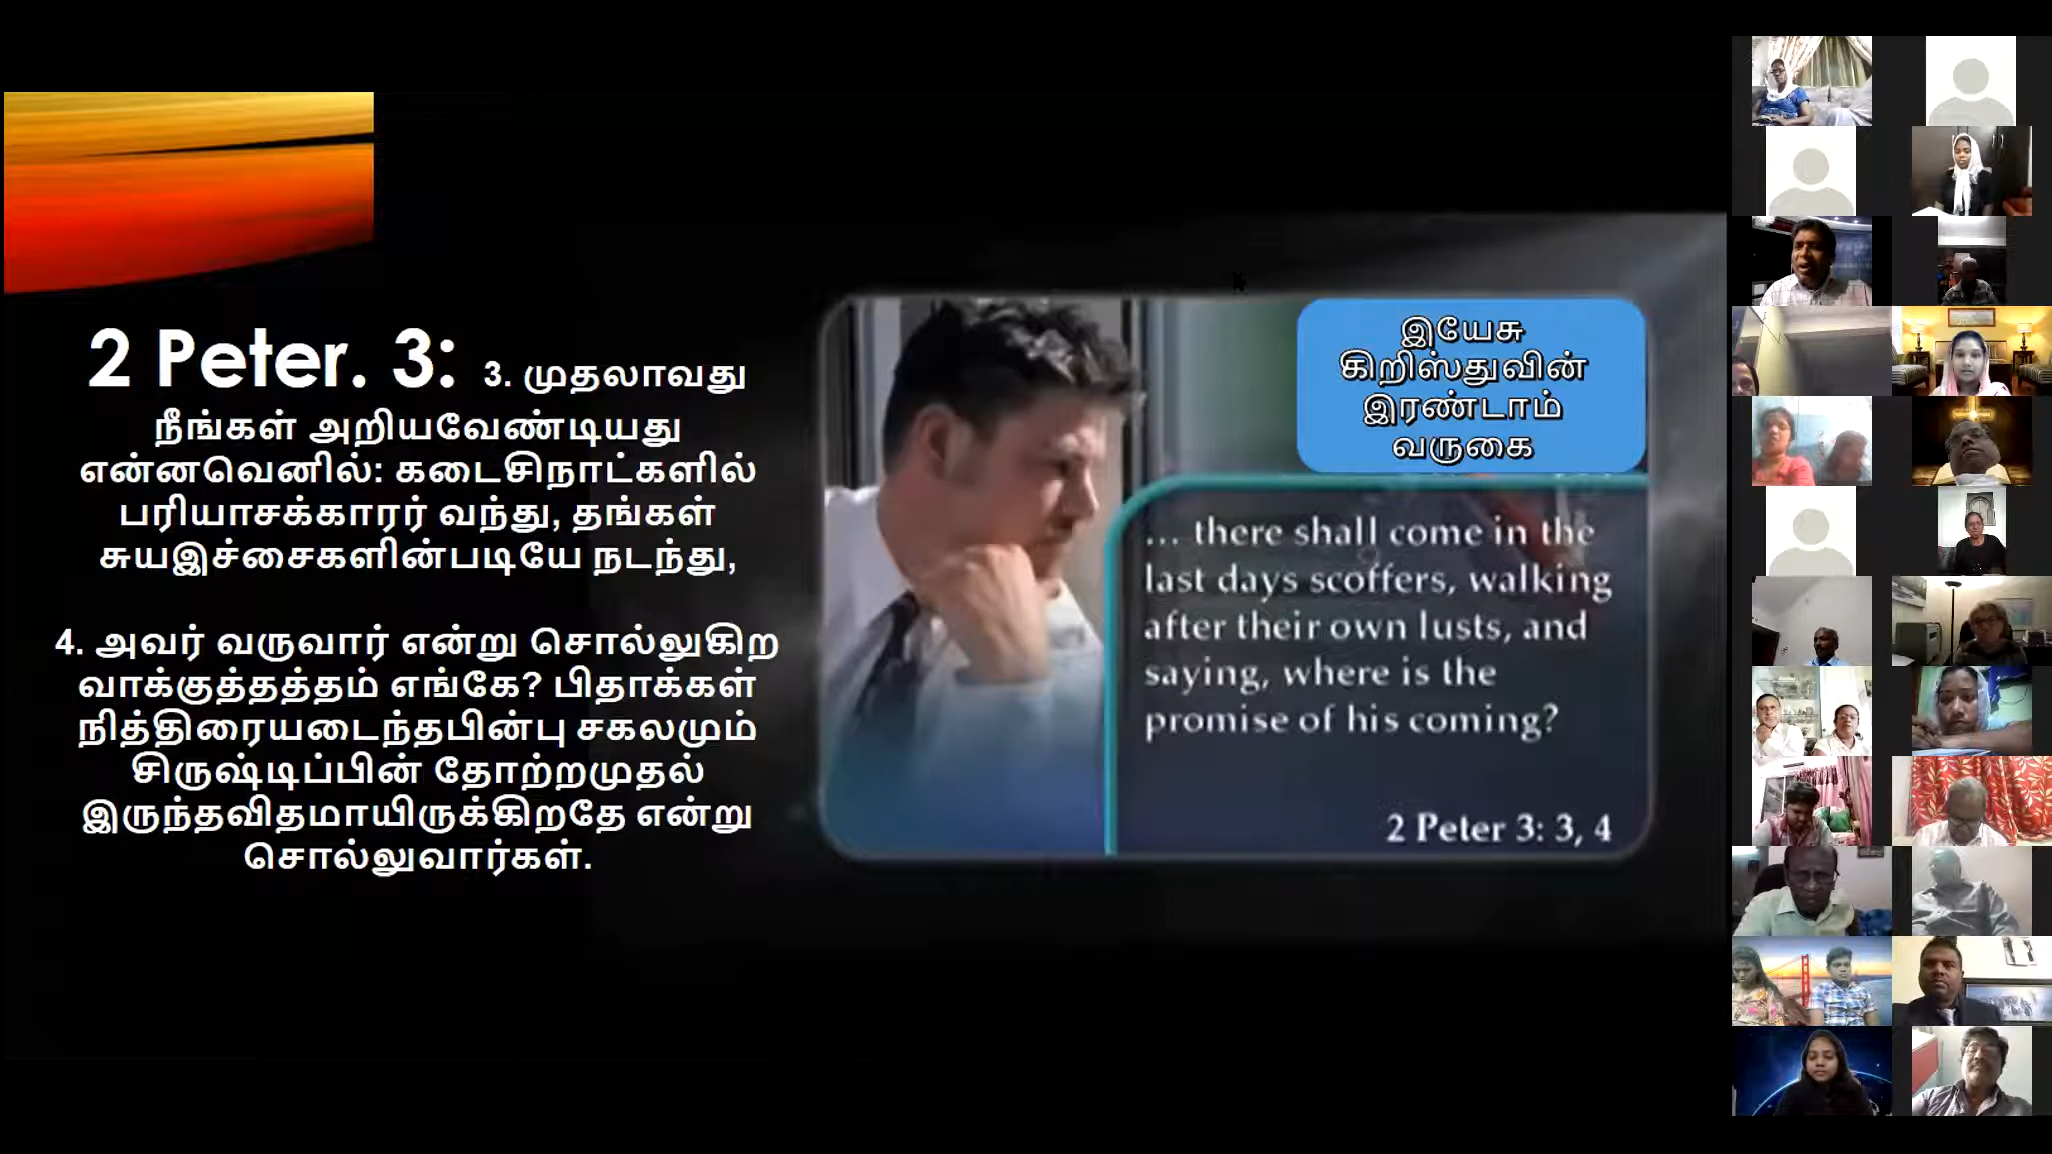 2 Peter. 3: 3. முதலாவது
நீங்கள் அறியவேண்டியது
என்னவெனில்: கடைசிநாட்களில்
பரியாசக்காரர் வந்து, தங்கள்
சுயஇச்சைகளின்படியே நடந்து,
4. அவர் வருவார் என்று சொல்லுகிற
வாக்குத்தத்தம் எங்கே? பிதாக்கள்
நித்திரையடைந்தபின்பு சகலமும்
சிருஷ்டிப்பின் தோற்றமுதல்
இருந்தவிதமாயிருக்கிறதே என்று
சொல்லுவார்கள்.
இயேசு
கிறிஸ்துவின்
இரண்டாம்
வருகை
... there shall come in the
last days scoffers, walking
after their own lusts, and
saying, where is the
promise of his coming?
2 Peter 3: 3, 4